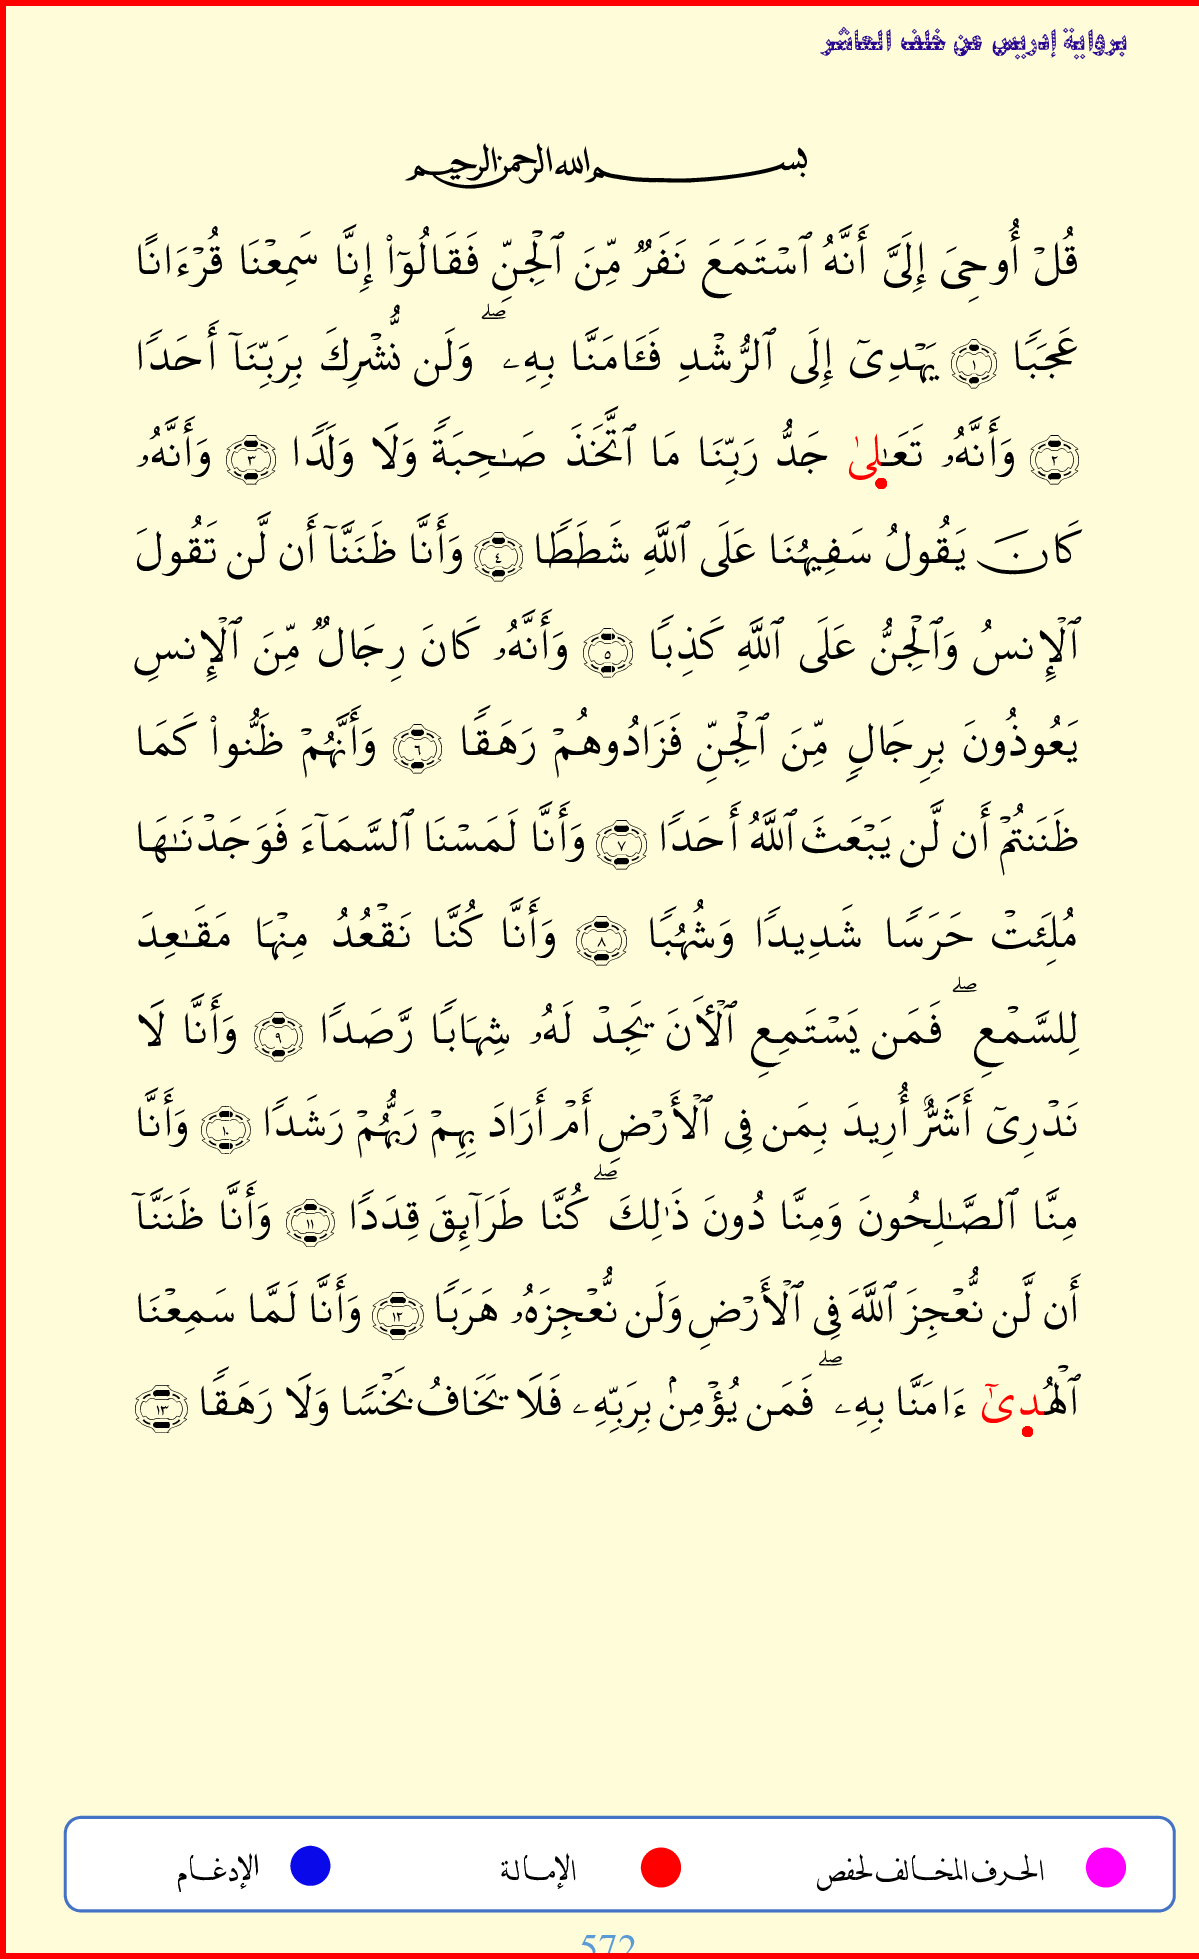 برواية إدريس عن خلف العاشر
بسم الله الرحمن الرحيم
قُلۡ أُوحِيَ إِلَيَّ أَنَّهُ ٱسۡتَمَعَ نَفَرٞ مِّنَ ٱلۡجِنِّ فَقَالُوٓاْ إِنَّا سَمِعۡنَا قُرۡءَانًا
عَجَبٗا ١ يَهۡدِيٓ إِلَى ٱلرُّشۡدِ فَـَٔامَنَّا بِهِۦۖ وَلَن نُّشۡرِكَ بِرَبِّنَآ أَحَدٗا
٢ وَأَنَّهُۥ تَعَٰلىٰ جَدُّ رَبِّنَا مَا ٱتَّخَذَ صَٰحِبَةٗ وَلَا وَلَدٗا ٣ وَأَنَّهُۥ
كَانَ يَقُولُ سَفِيهُنَا عَلَى ٱللَّهِ شَطَطٗا ٤ وَأَنَّا ظَنَنَّآ أَن لَّن تَقُولَ
ٱلۡإِنسُ وَٱلۡجِنُّ عَلَى ٱللَّهِ كَذِبٗا ٥ وَأَنَّهُۥ كَانَ رِجَالٞ مِّنَ ٱلۡإِنسِ
يَعُوذُونَ بِرِجَالٖ مِّنَ ٱلۡجِنِّ فَزَادُوهُمۡ رَهَقٗا ٦ وَأَنَّهُمۡ ظَنُّواْ كَمَا
ظَنَنتُمۡ أَن لَّن يَبۡعَثَ ٱللَّهُ أَحَدٗا ٧ وَأَنَّا لَمَسۡنَا ٱلسَّمَآءَ فَوَجَدۡنَٰهَا
مُلِئَتۡ حَرَسٗا شَدِيدٗا وَشُهُبٗا ٨ وَأَنَّا كُنَّا نَقۡعُدُ مِنۡهَا مَقَٰعِدَ
لِلسَّمۡعِۖ فَمَن يَسۡتَمِعِ ٱلۡأٓنَ يَجِدۡ لَهُۥ شِهَابٗا رَّصَدٗا ٩ وَأَنَّا لَا
نَدۡرِيٓ أَشَرٌّ أُرِيدَ بِمَن فِي ٱلۡأَرۡضِ أَمۡ أَرَادَ بِهِمۡ رَبُّهُمۡ رَشَدٗا ١٠ وَأَنَّا
مِنَّا ٱلصَّٰلِحُونَ وَمِنَّا دُونَ ذَٰلِكَۖ كُنَّا طَرَآئِقَ قِدَدٗا ١١ وَأَنَّا ظَنَنَّآ
أَن لَّن نُّعۡجِزَ ٱللَّهَ فِي ٱلۡأَرۡضِ وَلَن نُّعۡجِزَهُۥ هَرَبٗا ١٢ وَأَنَّا لَمَّا سَمِعۡنَا
ٱلۡهُدىٰٓ ءَامَنَّا بِهِۦۖ فَمَن يُؤۡمِنۢ بِرَبِّهِۦ فَلَا يَخَافُ بَخۡسٗا وَلَا رَهَقٗا ١٣
الحرف المخالف لحفص الإمالة الإدغام
572